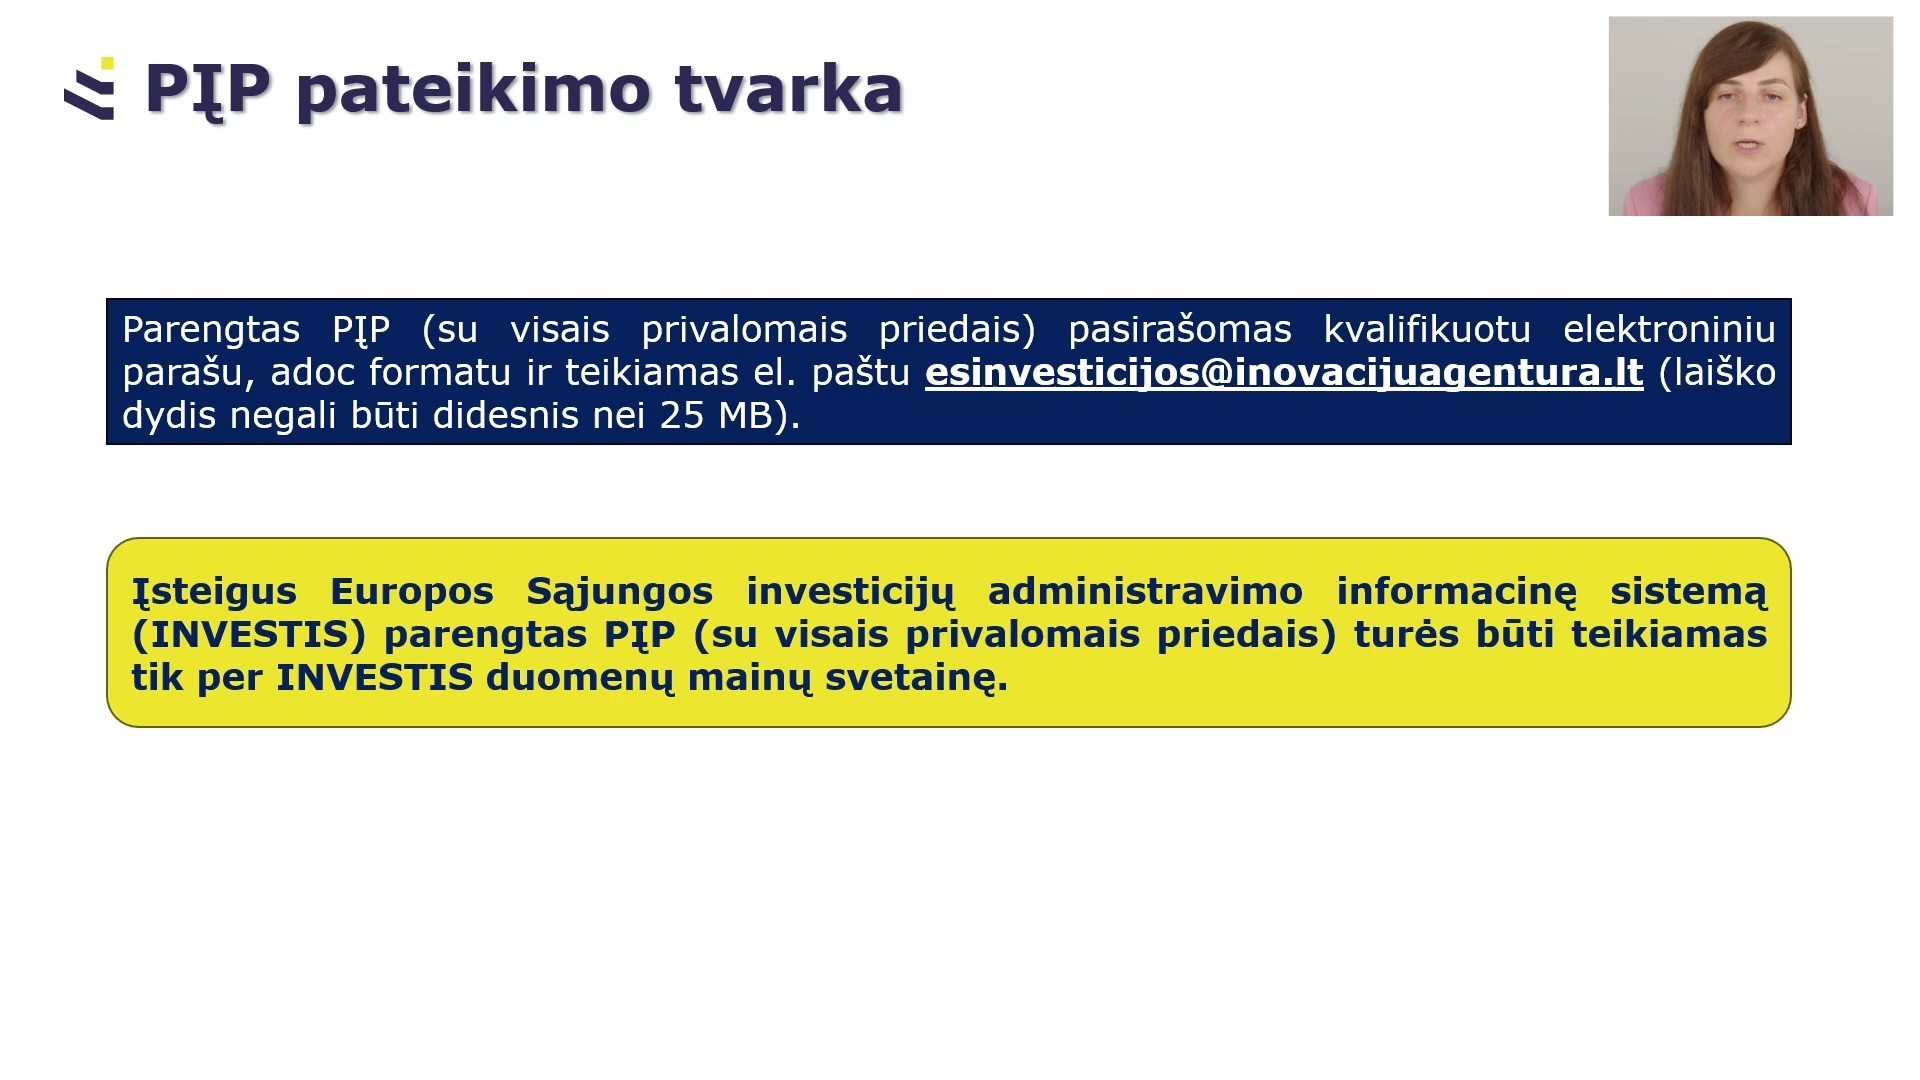 PĮP pateikimo tvarka
Parengtas PĮP (su visais privalomais priedais) pasirašomas kvalifikuotu elektroniniu
parašu, adoc formatu ir teikiamas el. paštu esinvesticijos@inovacijuagentura.lt (laiško
dydis negali būti didesnis nei 25 MB).
Įsteigus Europos Sąjungos investicijų administravimo informacinę sistemą
(INVESTIS) parengtas PĮP (su visais privalomais priedais) turės būti teikiamas
tik per INVESTIS duomenų mainų svetainę.